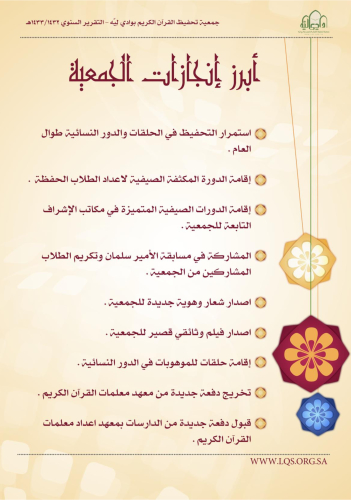 جمعية تحفيظ القرآن الكريم بوادي ليّه - التقرير السنوي ١٤٣٢/١٤٣٣هـ
أبرز إنجازات الجمعية
استمرار التحفيظ في الحلقات والدور النسائية طوال
العام .
إقامة الدورة المكثفة الصيفية لاعداد الطلاب الحفظة .
إقامة الدورات الصيفية المتميزة في مكاتب الإشراف
التابعة للجمعية .
المشاركة في مسابقة الأمير سلمان وتكريم الطلاب
المشاركين من الجمعية .
اصدار شعار وهوية جديدة للجمعية .
اصدار فيلم وثائقي قصير للجمعية .
إقامة حلقات للموهوبات في الدور النسائية .
تخريج دفعة جديدة من معهد معلمات القرآن الكريم .
قبول دفعة جديدة من الدارسات بمعهد اعداد معلمات
القرآن الكريم .
WWW.LQS.ORG.SA